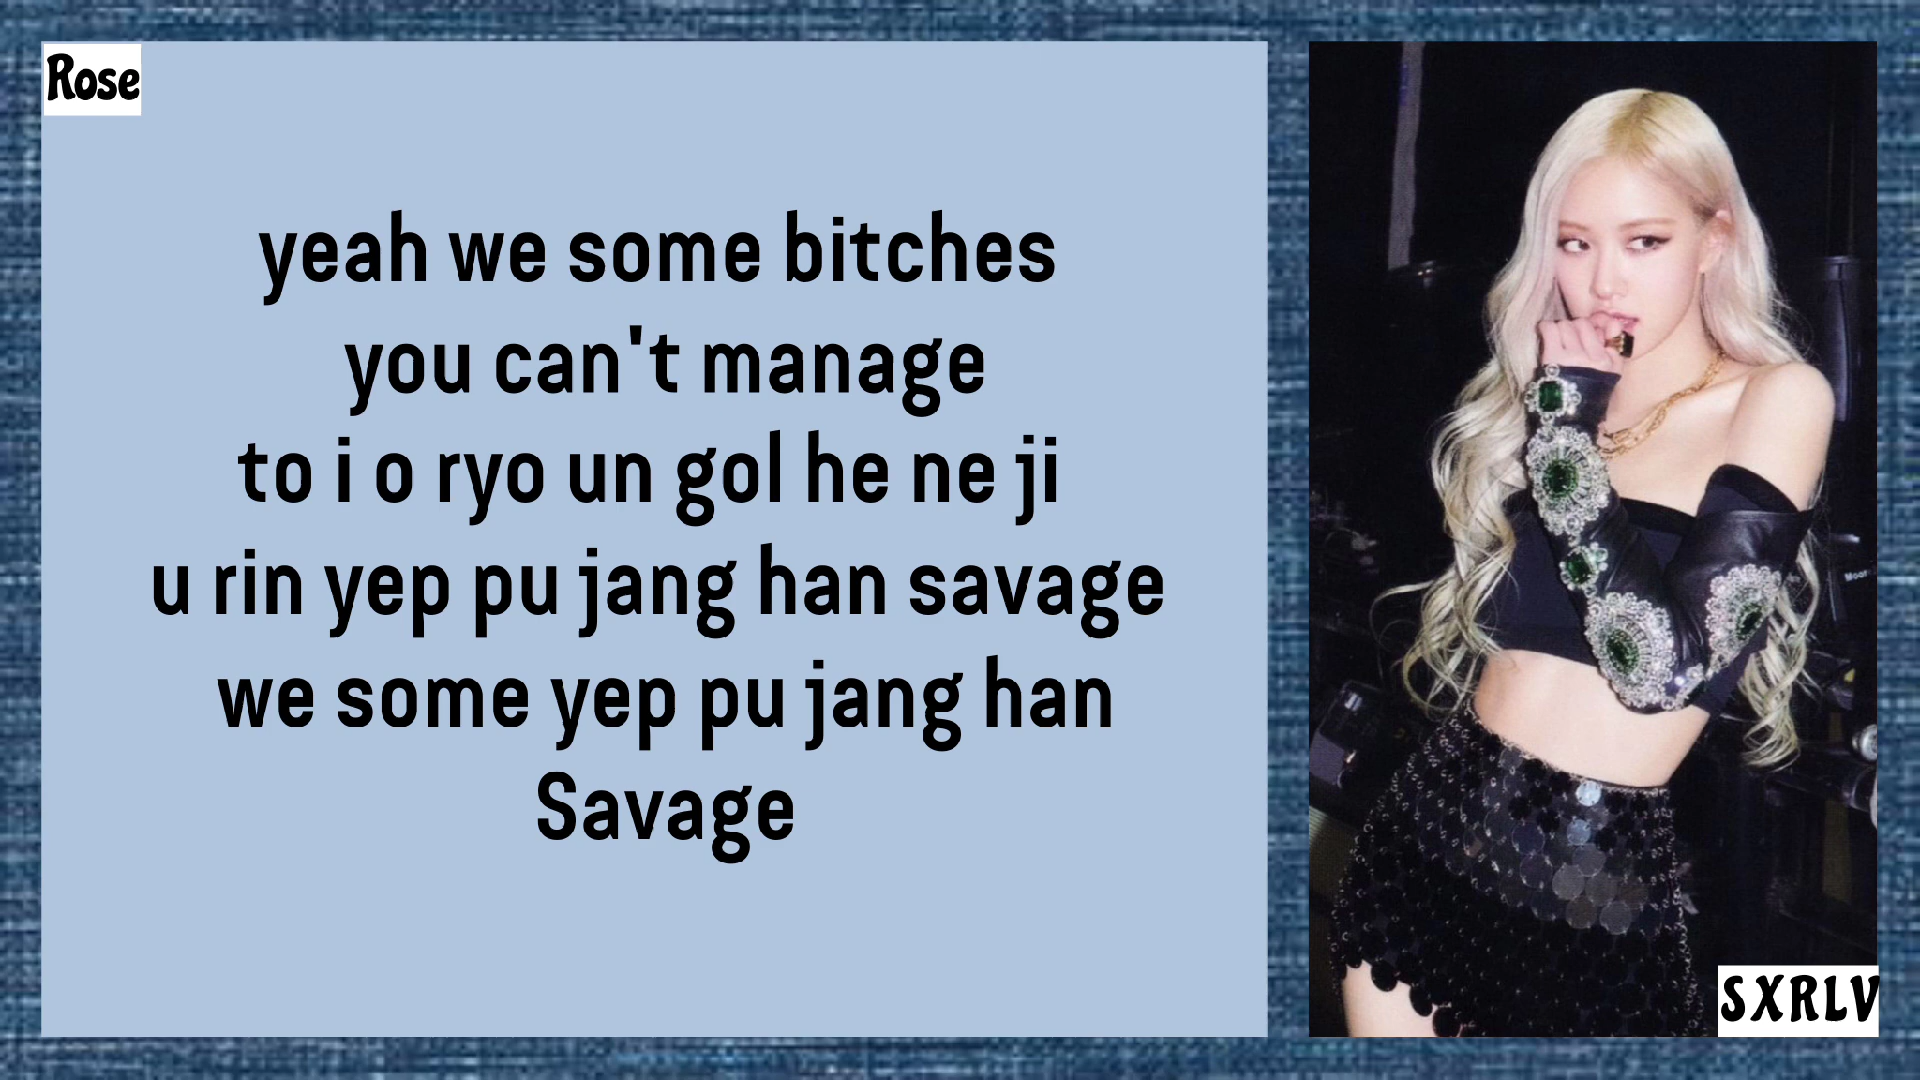 Rose
yeah we some bitches
you can't manage
to i o ryo un gol he ne ji
u rin yep pu jang han savage
we some yep pu jang han
Savage
SXRLV